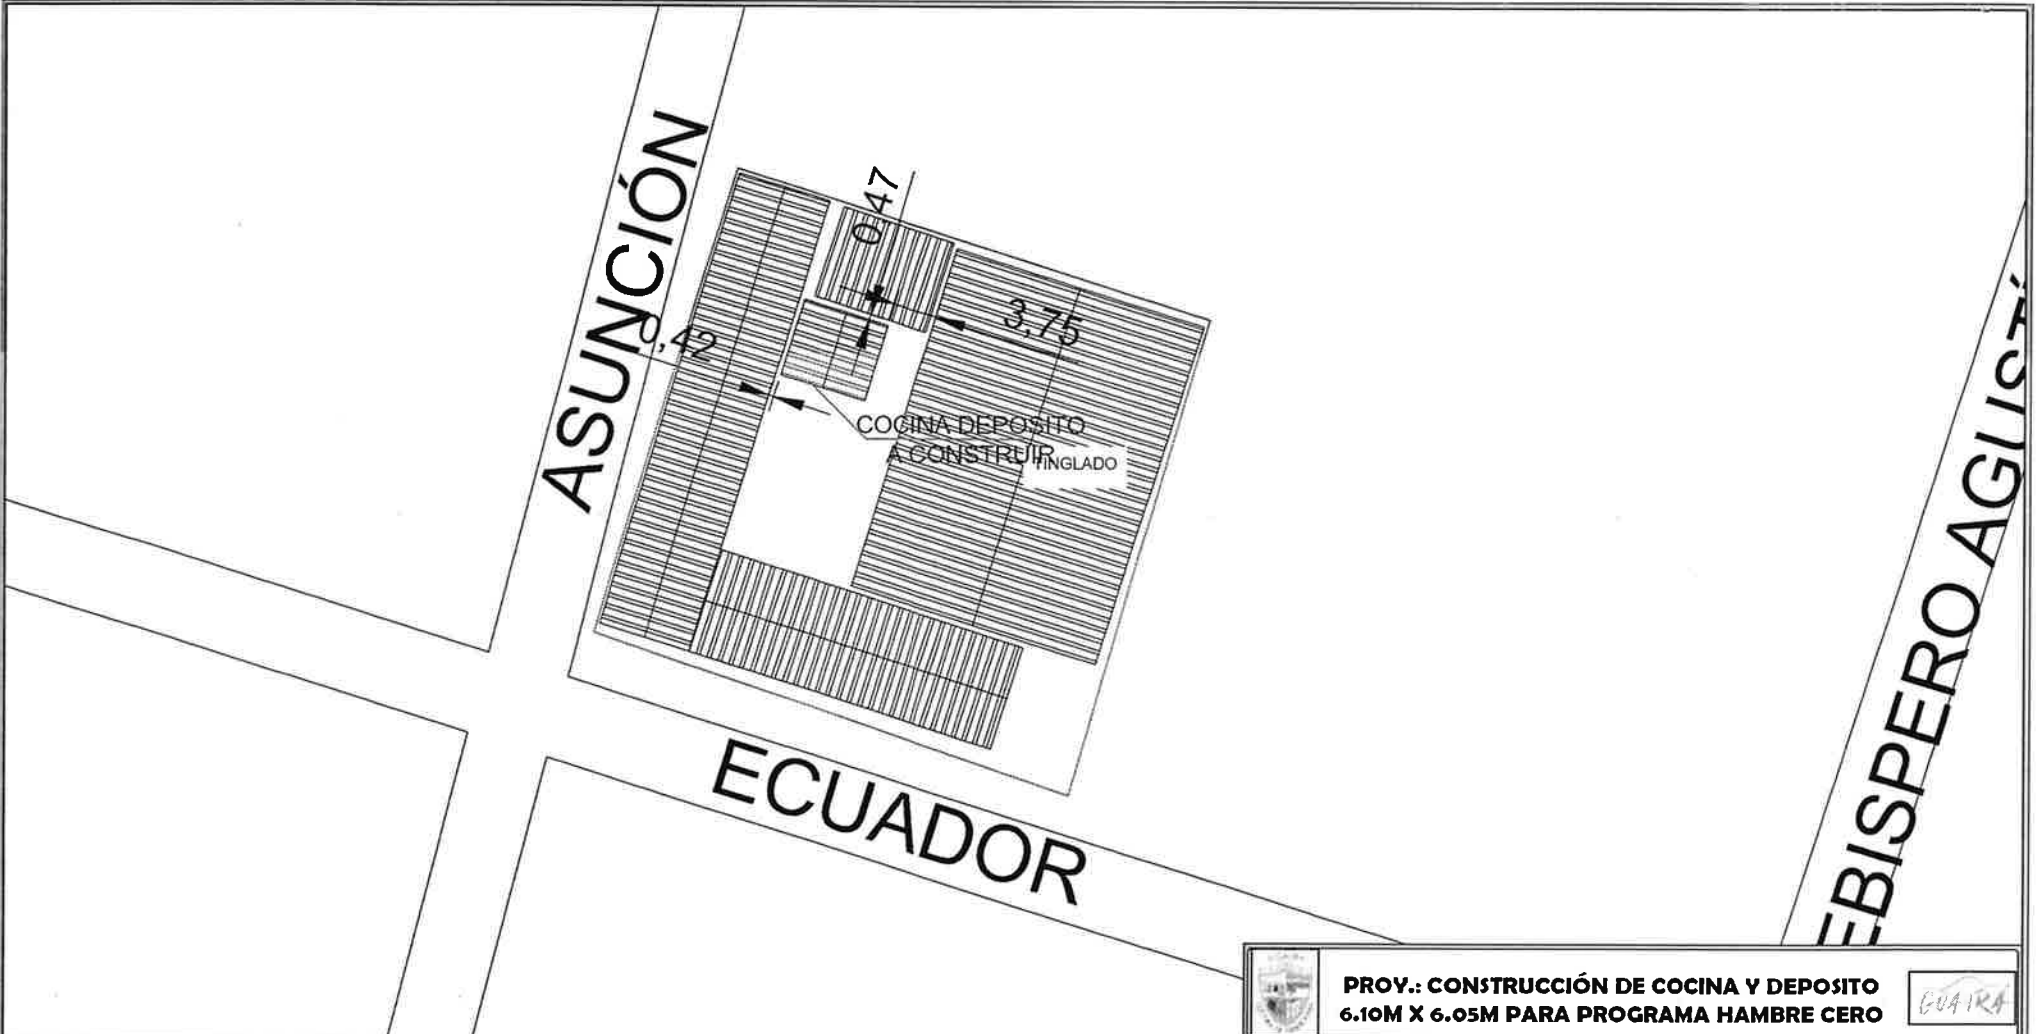 ASUNCIÓN
0,47
3,75
0,42
COCINA DEPOSITO
A CONSTRUIR
TINGLADO
ECUADOR
EBISPERO AGUSTÍ
PROY.: CONSTRUCCIÓN DE COCINA Y DEPOSITO
6.10M X 6.05M PARA PROGRAMA HAMBRE CERO
GUAIRA